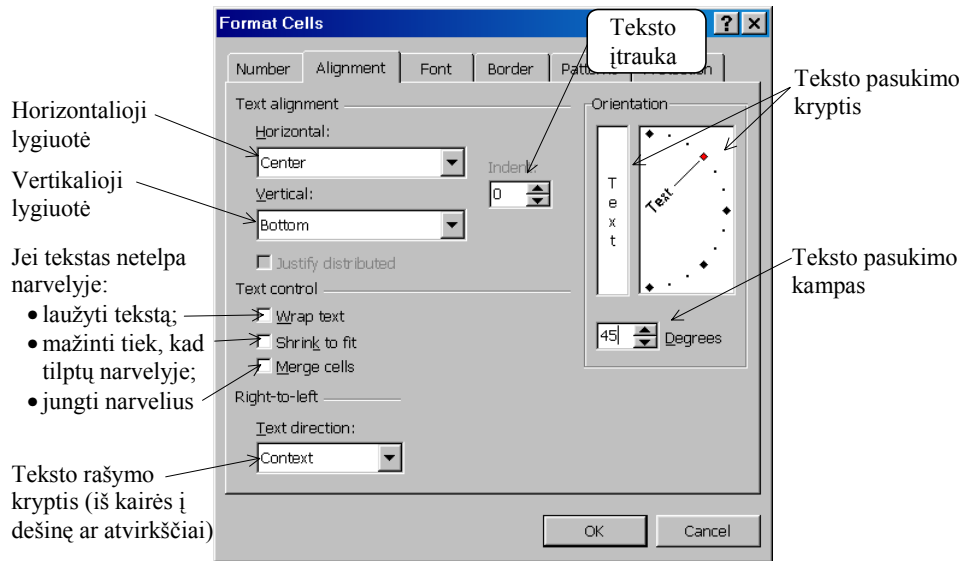 Format Cells
Teksto
įtrauka
Number Alignment Font Border
Text alignment
Horizontal:
Center
Vertical:
Bottom
Justify distributed
0
Text control
Wrap text
Shrink to fit
Merge cells
Right-to-left
Text direction:
Context
Orientation
T
e
x
t
Text
45 Degrees
OK Cancel
Horizontalioji
lygiuotė
Vertikalioji
lygiuotė
Jei tekstas netelpa
narvelyje:
• laužyti tekstą;
• mažinti tiek, kad
tilptų narvelyje;
• jungti narvelius
Teksto rašymo
kryptis (iš kairės į
dešinę ar atvirkščiai)
Teksto pasukimo
kryptis
Teksto pasukimo
kampas